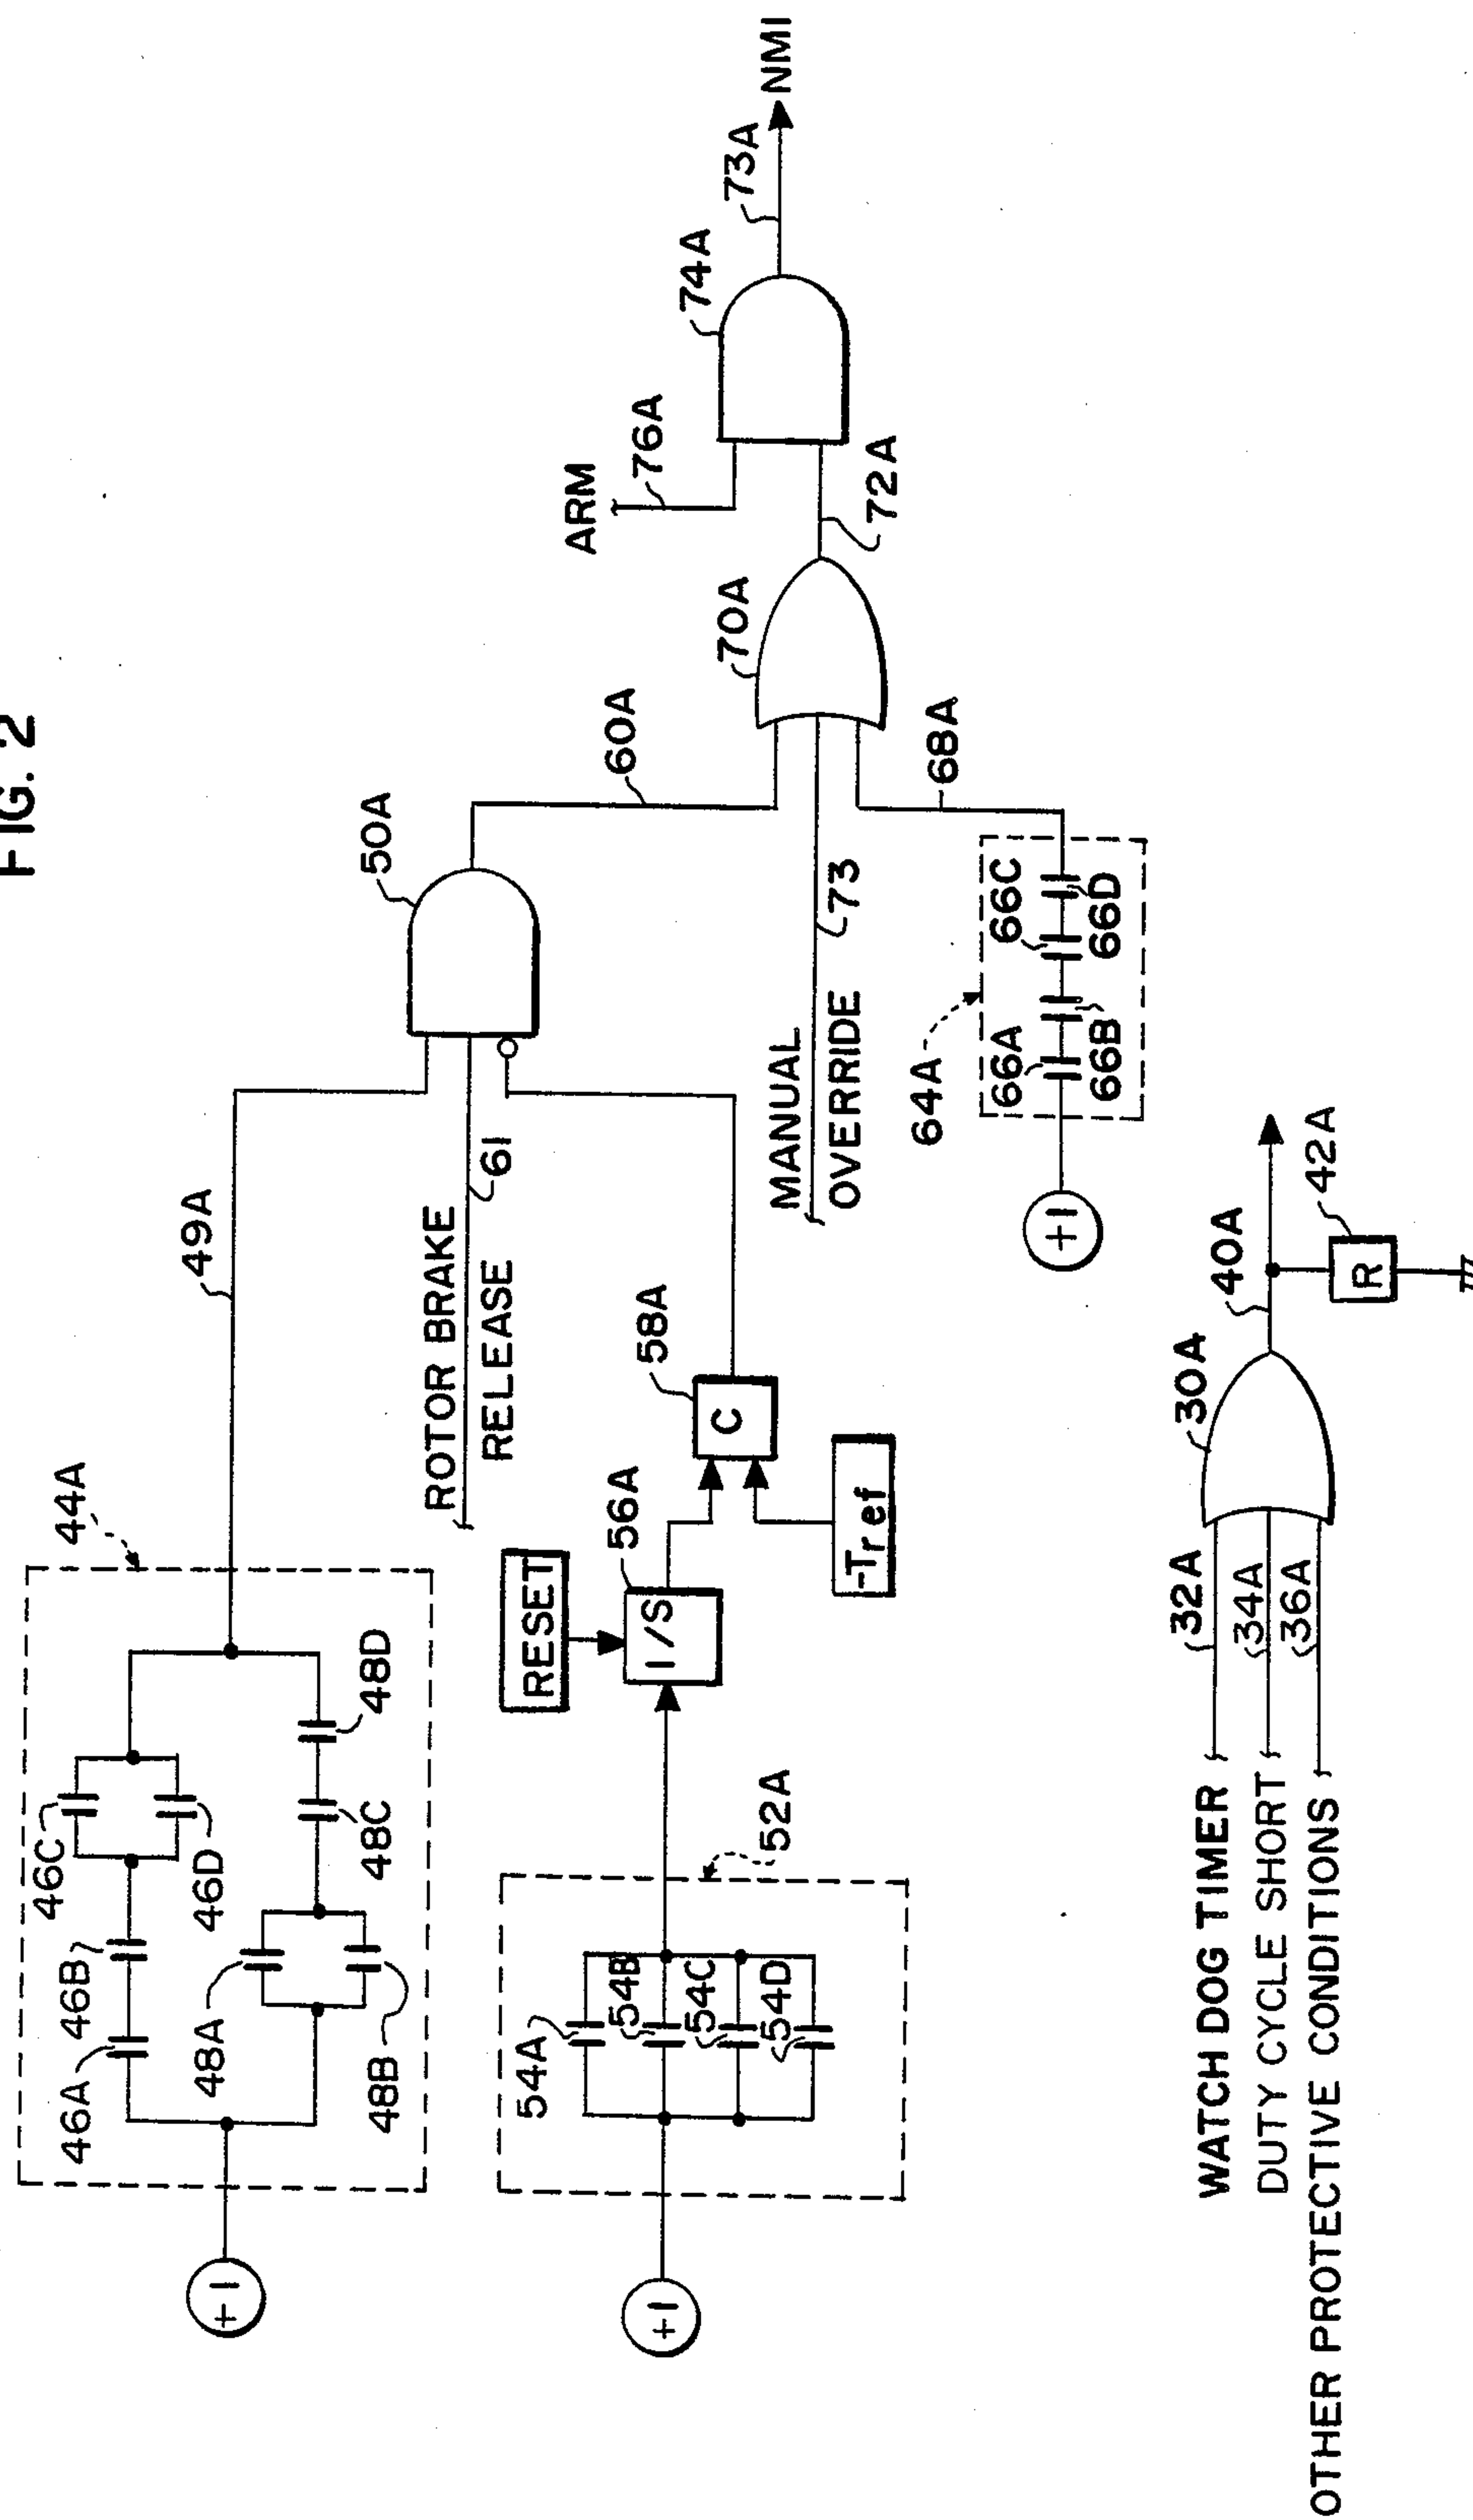 FIG. 2
44A
46A
46B
46C
46D
48A
48B
48C
48D
+1
49A
50A
ROTOR BRAKE
RELEASE
61
60A
52A
54A
54B
54C
54D
+1
RESET
I/S
56A
C
58A
-Tref
MANUAL
OVERRIDE
73
64A
66A
66B
66C
66D
+1
68A
70A
72A
ARM
76A
74A
73A
NMI
WATCH DOG TIMER
DUTY CYCLE SHORT
OTHER PROTECTIVE CONDITIONS
32A
34A
36A
30A
40A
R
42A